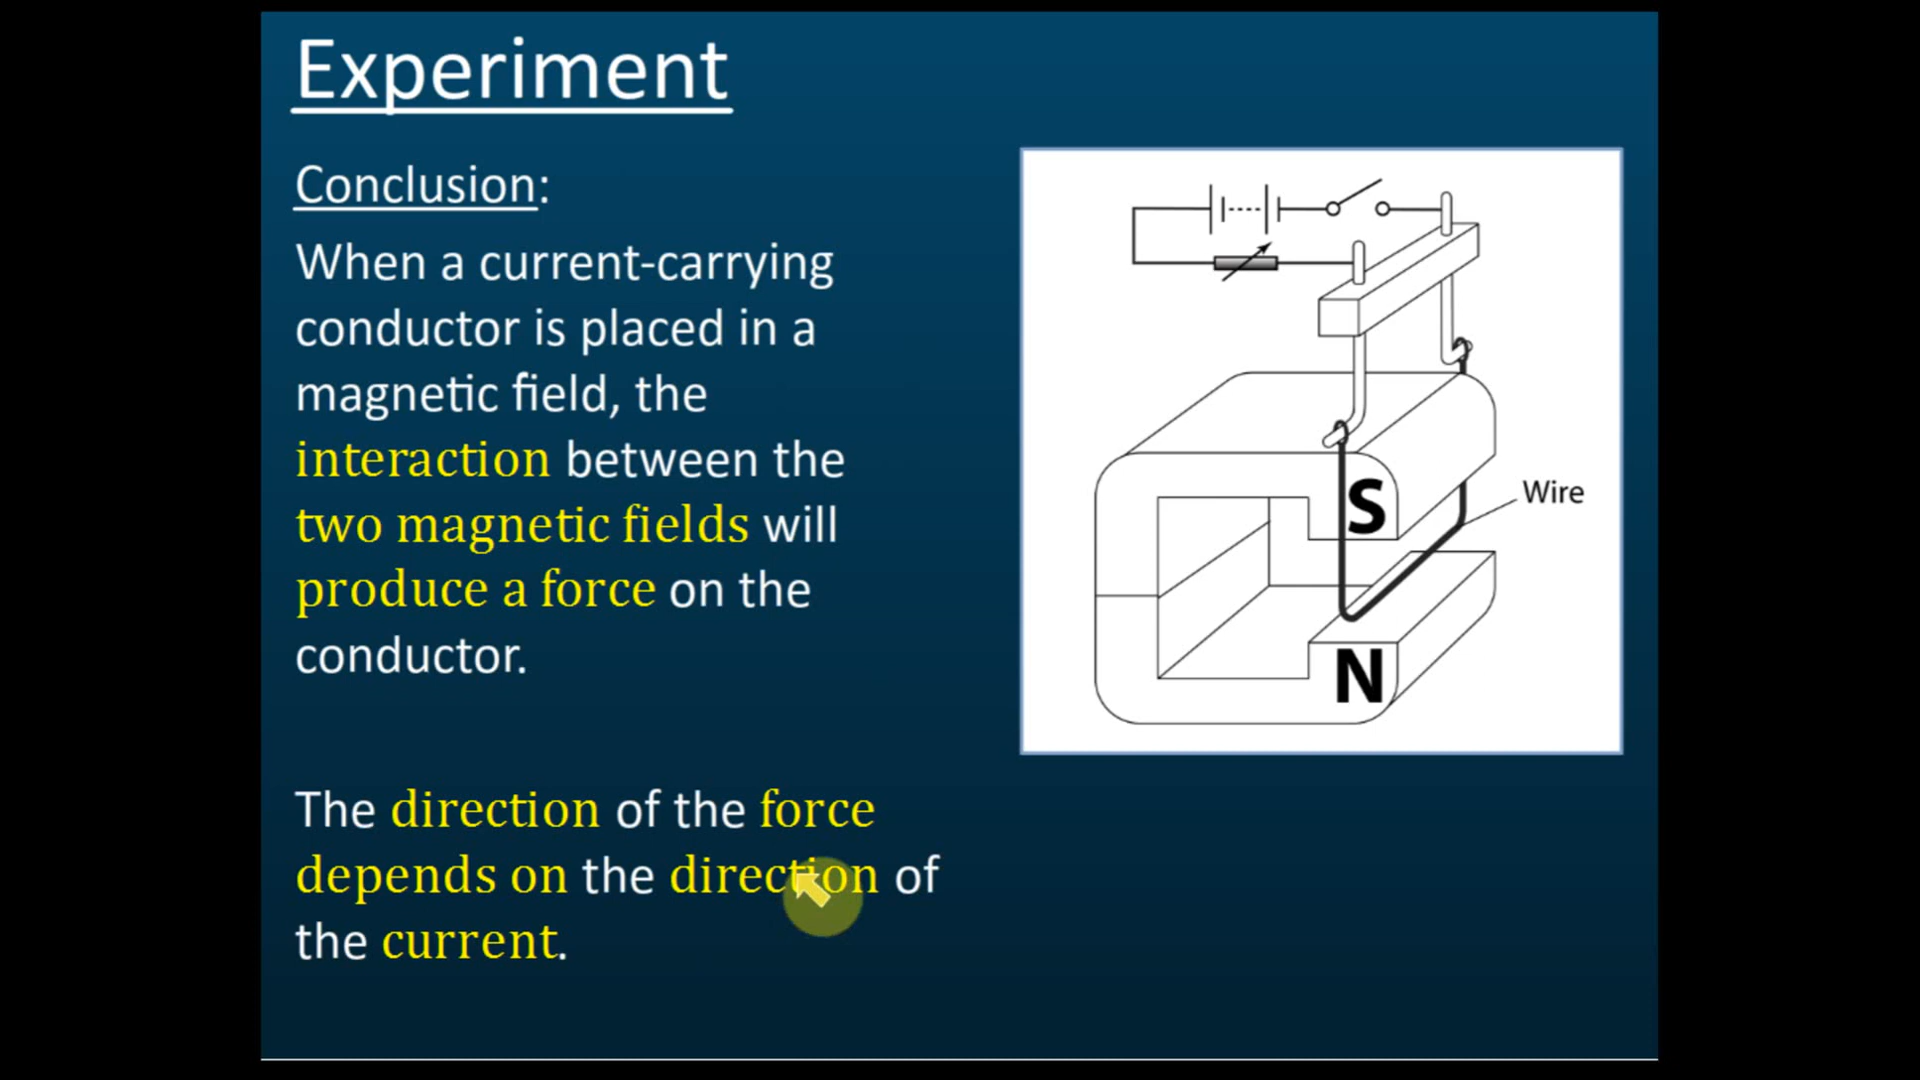 Experiment
Conclusion:
When a current-carrying
conductor is placed in a
magnetic field, the
interaction between the
two magnetic fields will
produce a force on the
conductor.
The direction of the force
depends on the direction of
the current.
S
Wire
N